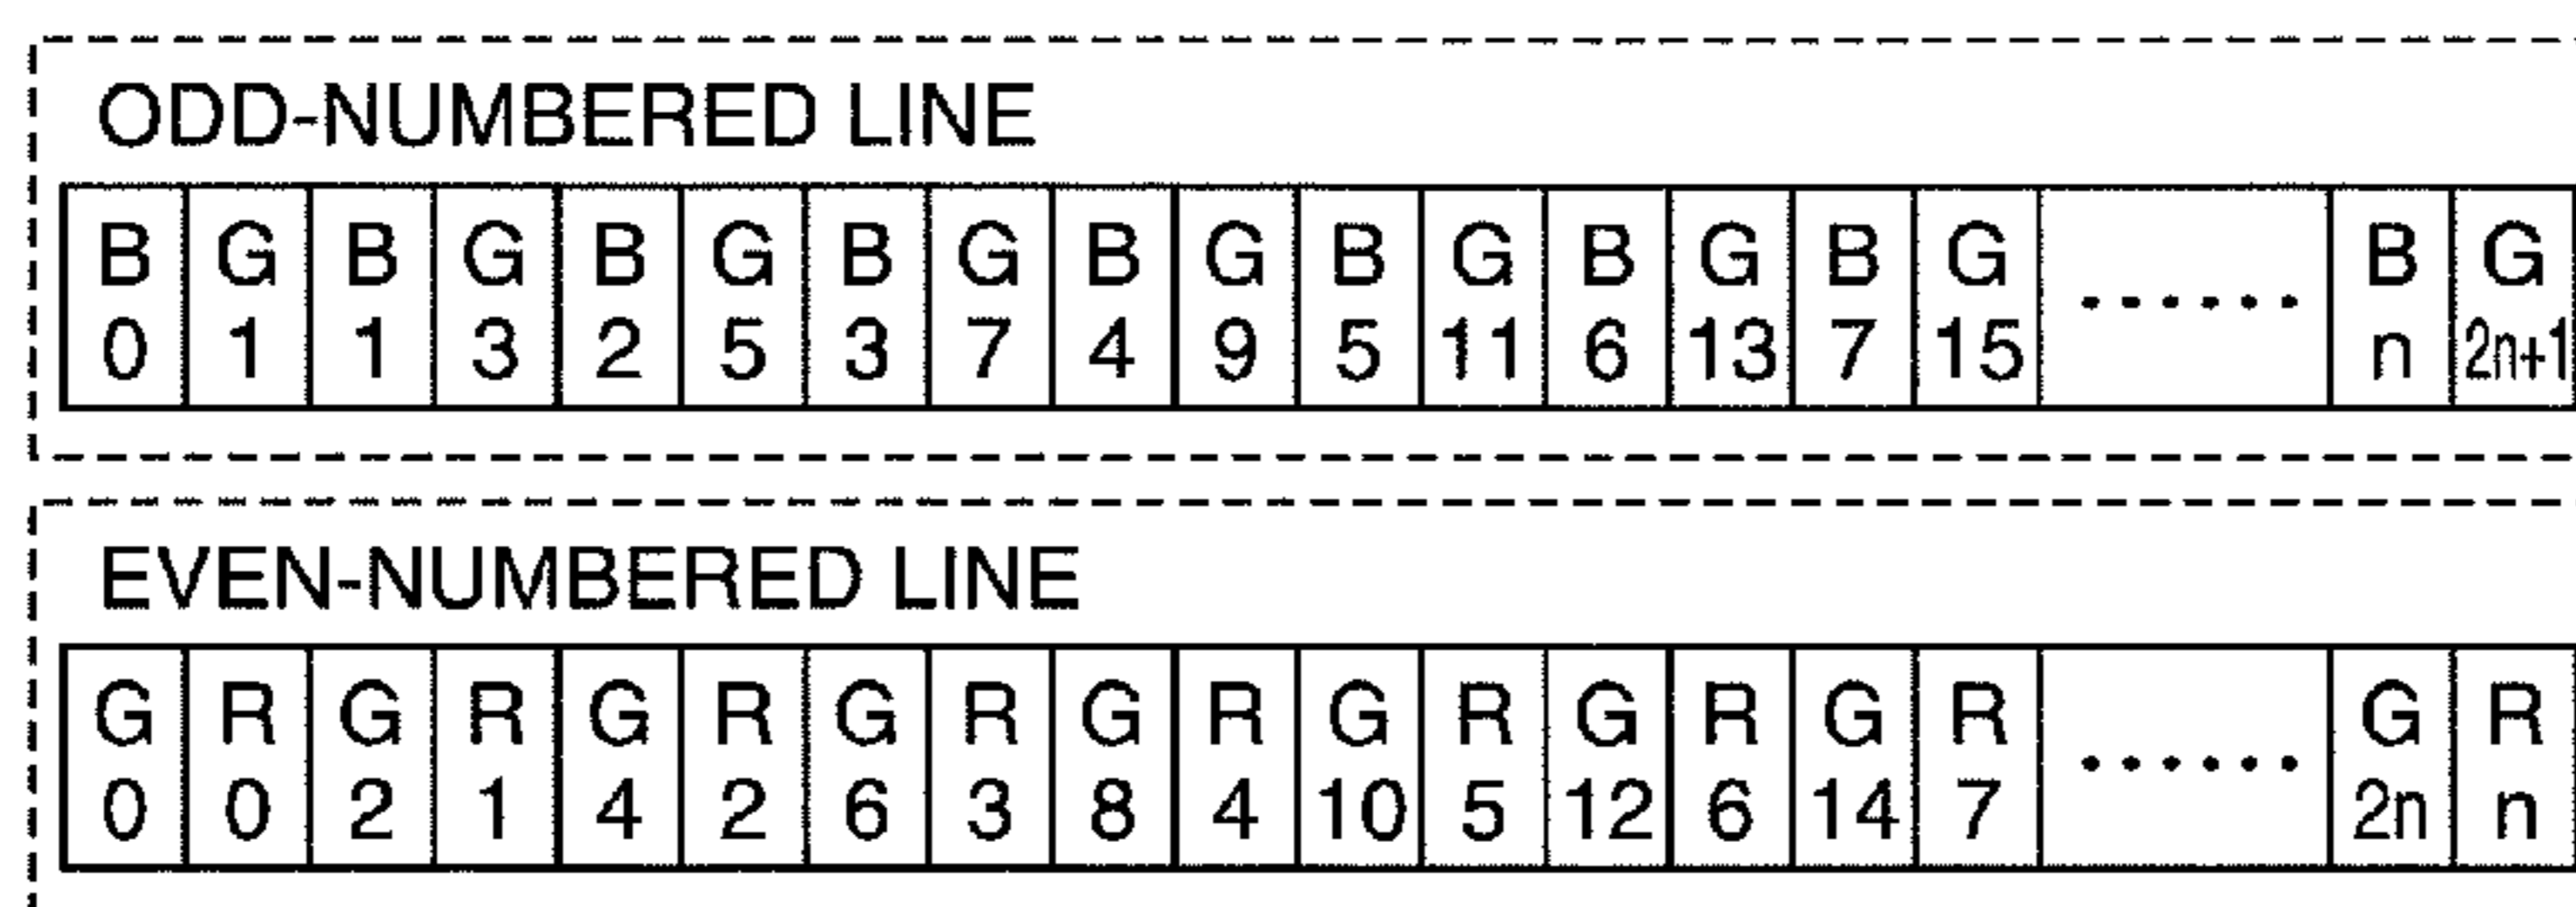 ODD-NUMBERED LINE
B G B G B G B G B G B G B G B G ...... B G
0 1 1 3 2 5 3 7 4 9 5 11 6 13 7 15 n 2n+1
EVEN-NUMBERED LINE
G R G R G R G R G R G R G R G R ...... G R
0 0 2 1 4 2 6 3 8 4 10 5 12 6 14 7 2n n